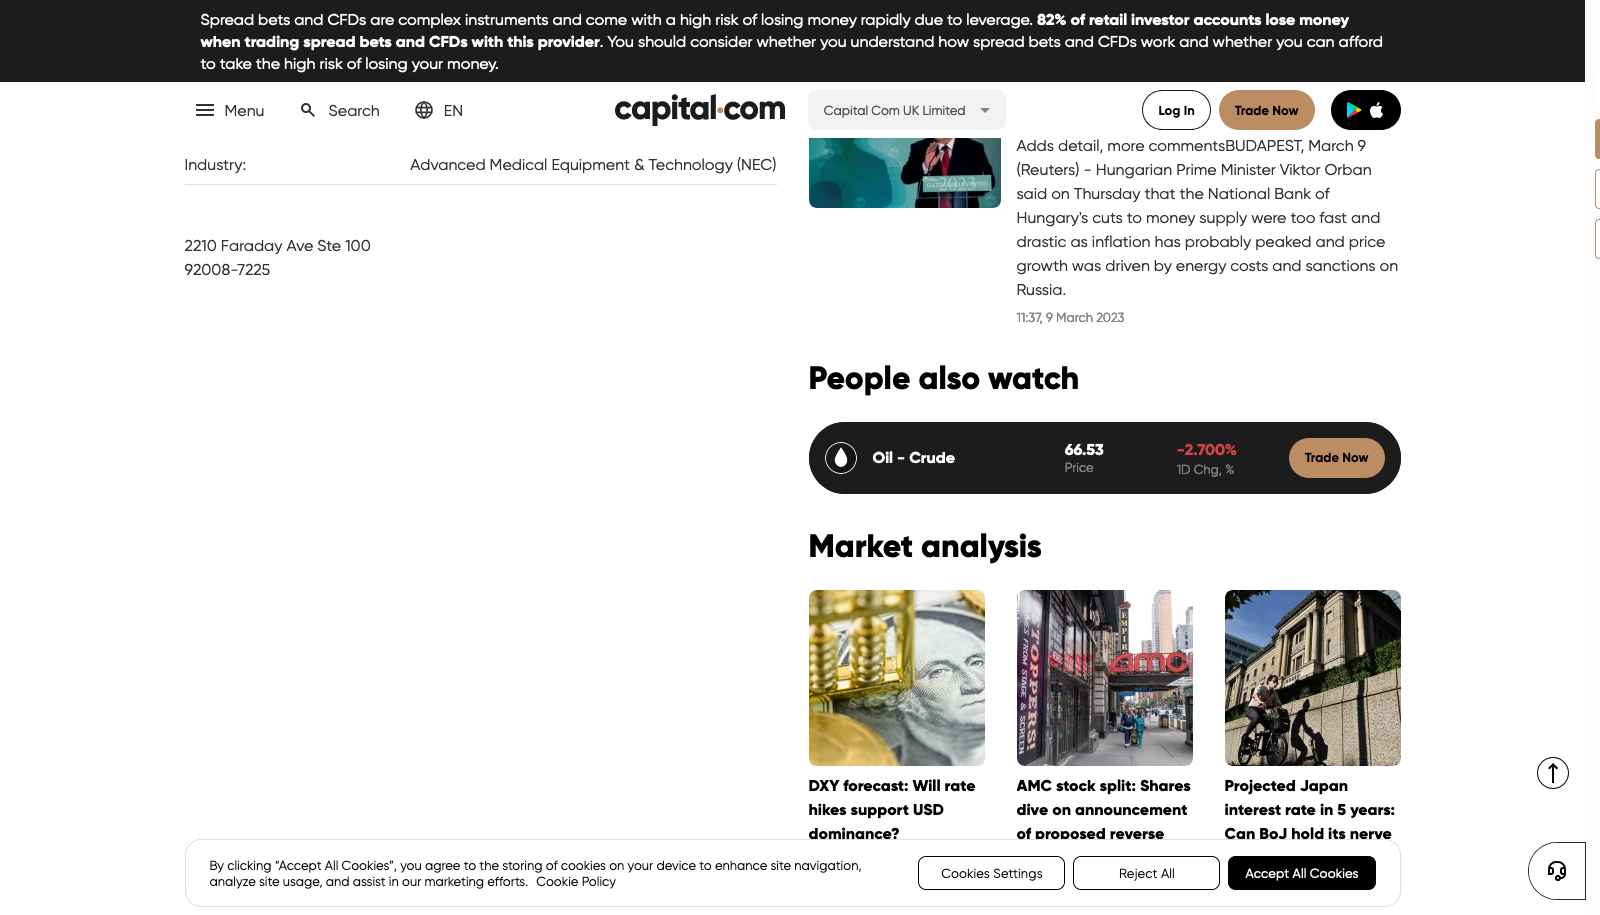 Spread bets and CFDs are complex instruments and come with a high risk of losing money rapidly due to leverage. 82% of retail investor accounts lose money
when trading spread bets and CFDs with this provider. You should consider whether you understand how spread bets and CFDs work and whether you can afford
to take the high risk of losing your money.
Menu
Search
EN
capital.com
Capital Com UK Limited
Log In
Trade Now
Industry:
Advanced Medical Equipment & Technology (NEC)
2210 Faraday Ave Ste 100
92008-7225
Adds detail, more commentsBUDAPEST, March 9
(Reuters) - Hungarian Prime Minister Viktor Orban
said on Thursday that the National Bank of
Hungary's cuts to money supply were too fast and
drastic as inflation has probably peaked and price
growth was driven by energy costs and sanctions on
Russia.
11:37, 9 March 2023
People also watch
Oil - Crude
66.53
Price
-2.700%
1D Chg, %
Trade Now
Market analysis
EMPIRE
amc
STOPPERS!
FROM STAGE & SCREEN
DXY forecast: Will rate
hikes support USD
dominance?
AMC stock split: Shares
dive on announcement
of proposed reverse
Projected Japan
interest rate in 5 years:
Can BoJ hold its nerve
By clicking "Accept All Cookies", you agree to the storing of cookies on your device to enhance site navigation,
analyze site usage, and assist in our marketing efforts. Cookie Policy
Cookies Settings
Reject All
Accept All Cookies